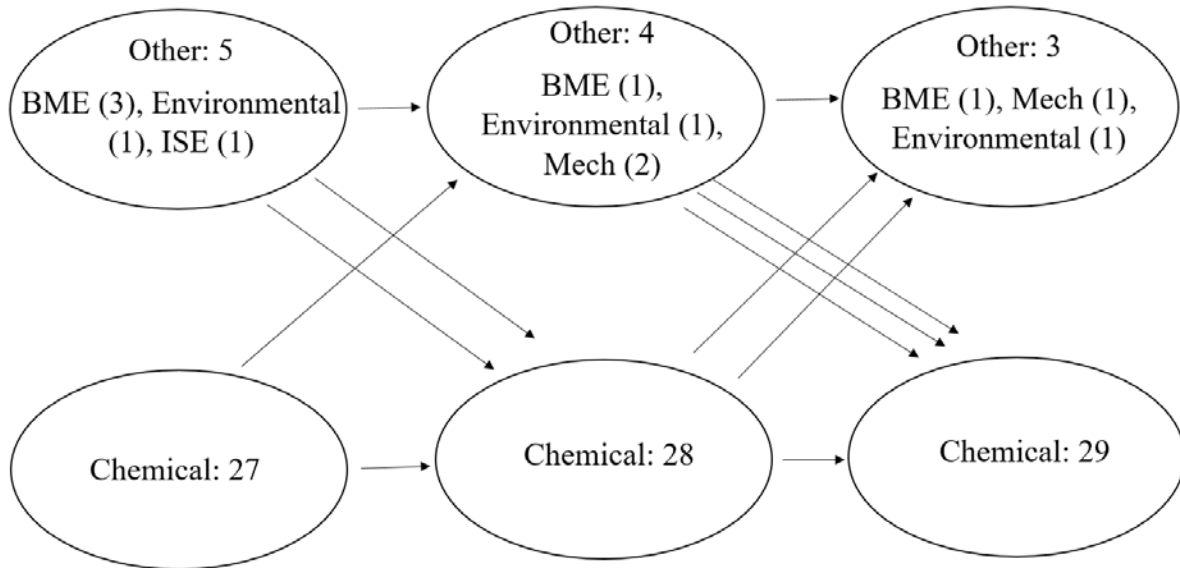 Other: 5
BME (3), Environmental
(1), ISE (1)
Other: 4
BME (1),
Environmental (1),
Mech (2)
Other: 3
BME (1), Mech (1),
Environmental (1)
Chemical: 27
Chemical: 28
Chemical: 29